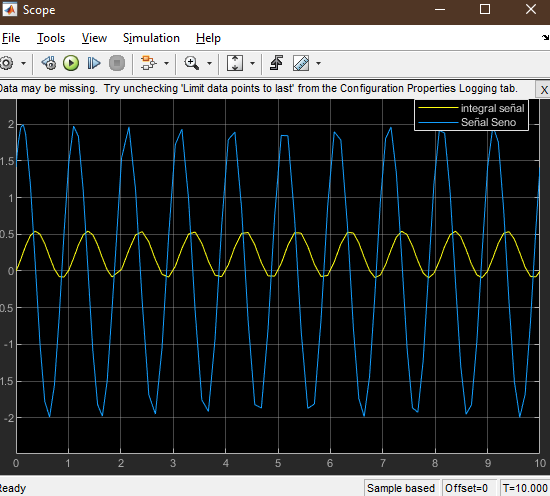 Scope
File Tools View Simulation Help
Data may be missing. Try unchecking 'Limit data points to last' from the Configuration Properties Logging tab. X
integral señal
Señal Seno
2
1.5
1
0.5
0
0.5
-1
1.5
-2
0 1 2 3 4 5 6 7 8 9 10
Ready Sample based Offset=0 T=10.000